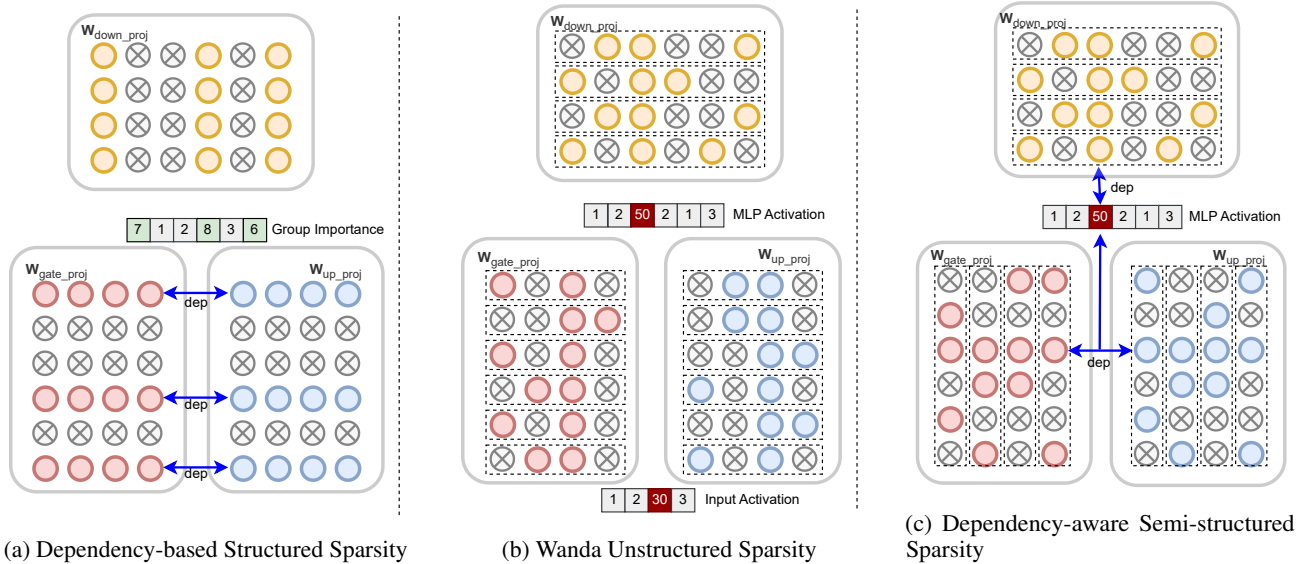 W_down_proj
7 1 2 8 3 6 Group Importance
W_gate_proj
W_up_proj
dep
dep
dep
(a) Dependency-based Structured Sparsity
W_down_proj
1 2 50 2 1 3 MLP Activation
W_gate_proj
W_up_proj
1 2 30 3 Input Activation
(b) Wanda Unstructured Sparsity
W_down_proj
dep
1 2 50 2 1 3 MLP Activation
W_gate_proj
W_up_proj
dep
(c) Dependency-aware Semi-structured
Sparsity